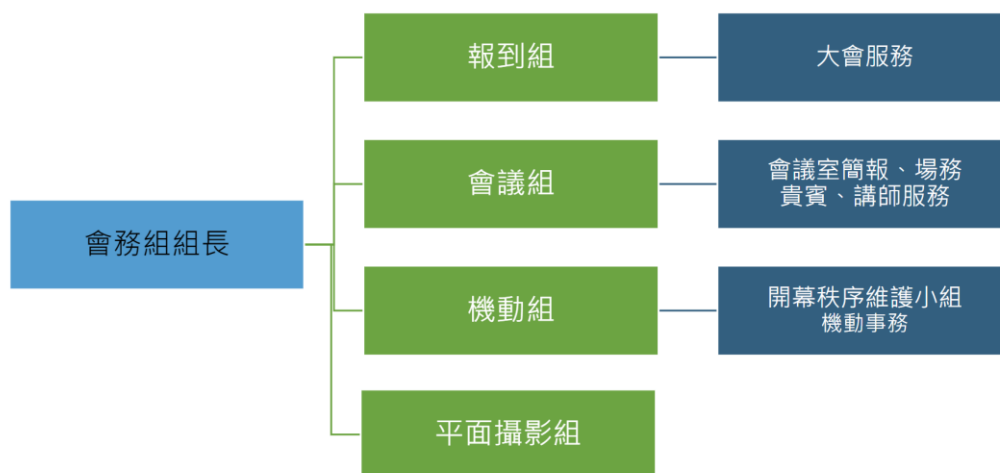 會務組組長
報到組
大會服務
會議組
會議室簡報、場務
貴賓、講師服務
機動組
開幕秩序維護小組
機動事務
平面攝影組